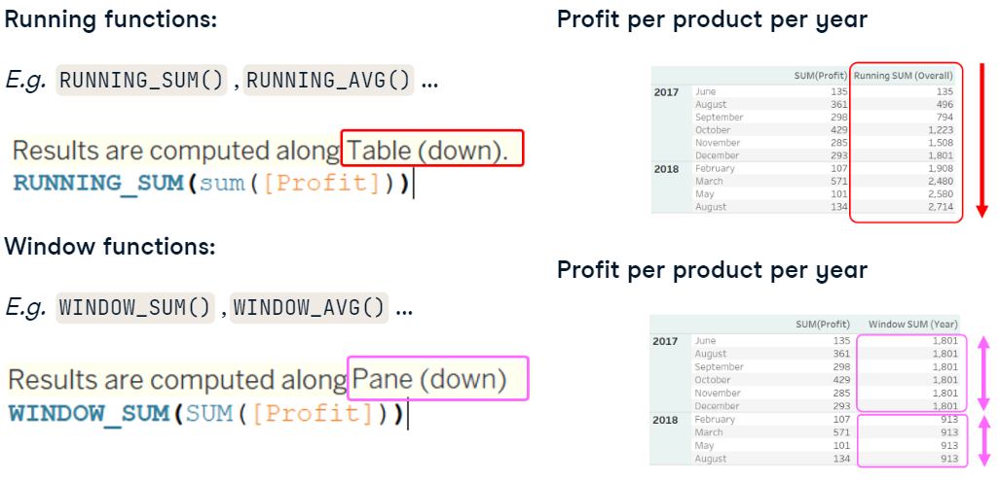 Running functions:
E.g. RUNNING_SUM() , RUNNING_AVG() ...
Results are computed along Table (down).
RUNNING_SUM(sum([Profit]))
Window functions:
E.g. WINDOW_SUM() , WINDOW_AVG() ...
Results are computed along Pane (down)
WINDOW_SUM(SUM([Profit]))
Profit per product per year
SUM(Profit) Running SUM (Overall)
2017 June 135 135
August 361 496
September 298 794
October 429 1,223
November 285 1,508
December 293 1,801
2018 February 107 1,908
March 571 2,480
May 101 2,580
August 134 2,714
Profit per product per year
SUM(Profit) Window SUM (Year)
2017 June 135 1,801
August 361 1,801
September 298 1,801
October 429 1,801
November 285 1,801
December 293 1,801
2018 February 107 913
March 571 913
May 101 913
August 134 913